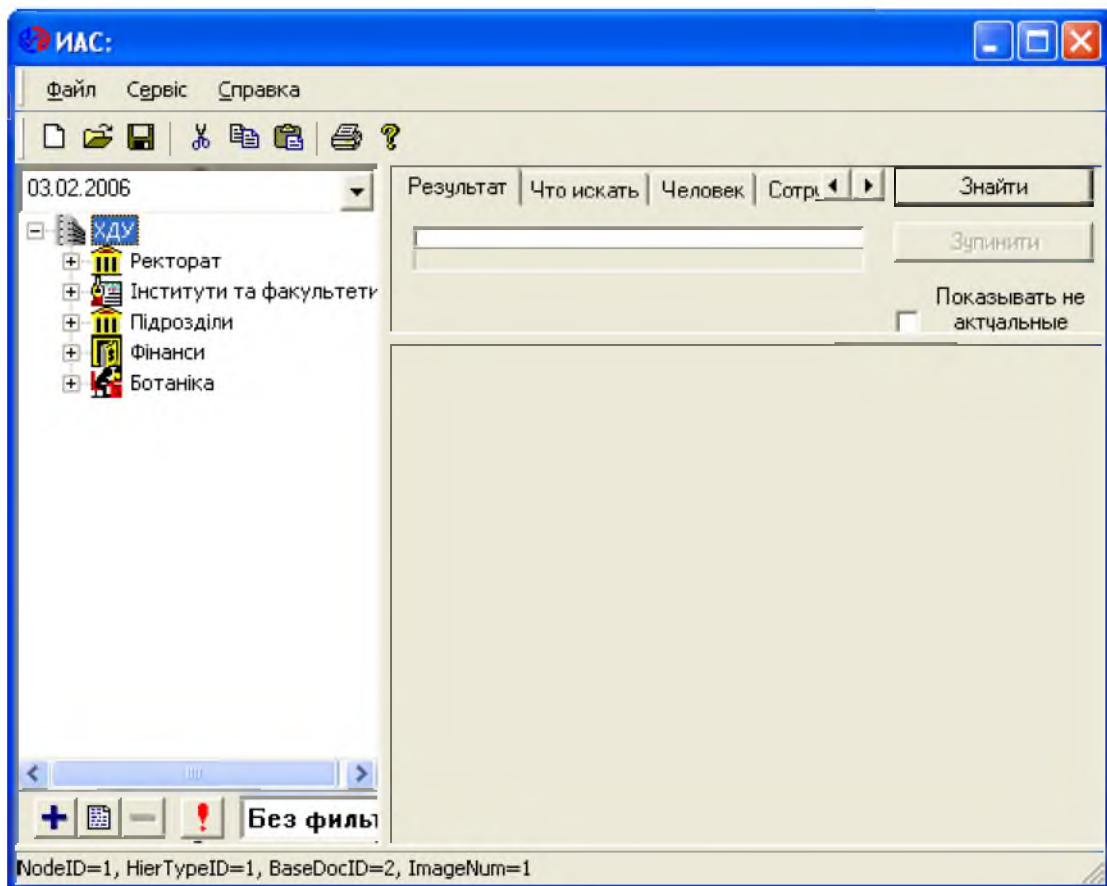 ИАС:
Файл Сервіс Справка
03.02.2006
ХДУ
Ректорат
Інститути та факультети
Підрозділи
Фінанси
Ботаніка
Результат Что искать Человек
Знайти
Зупинити
Показывать не
актуальные
Без
NodeID=1, HierTypeID=1, BaseDocID=2, ImageNum=1